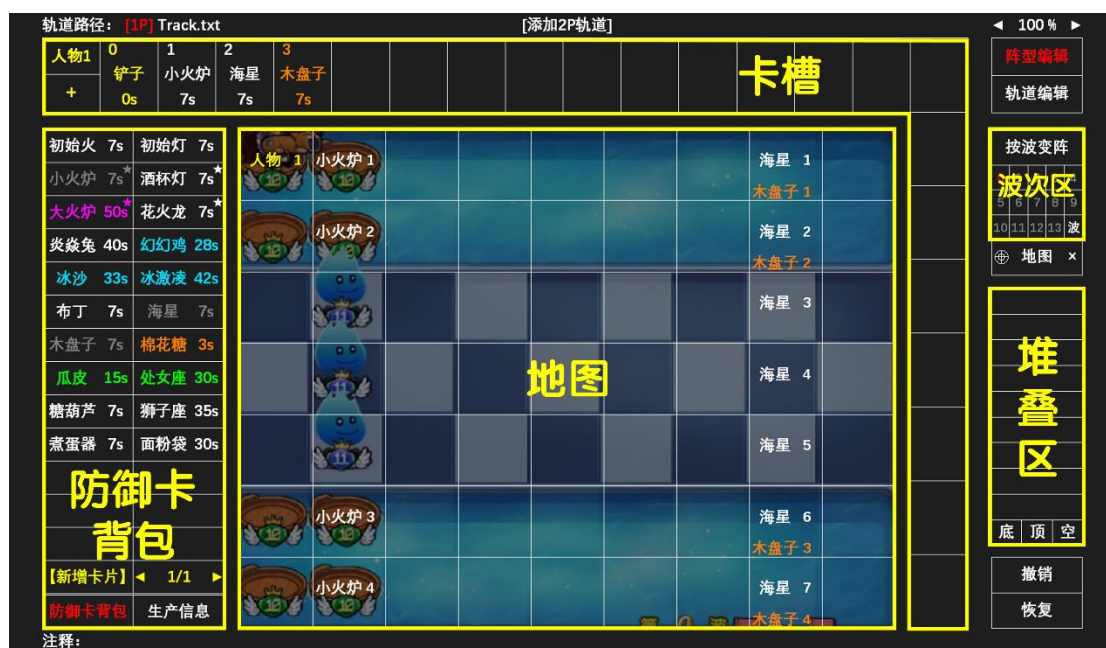 轨道路径： [1P] Track.txt [添加2P轨道] ◄ 100 % ►
人物1 0 1 2 3
铲子 小火炉 海星 木盘子
+ 0s 7s 7s 7s
卡槽
阵型编辑
轨道编辑
初始火 7s 初始灯 7s
小火炉 7s★ 酒杯灯 7s★
大火炉 50s★ 花火龙 7s★
炎焱兔 40s 幻幻鸡 28s
冰沙 33s 冰激凌 42s
布丁 7s 海星 7s
木盘子 7s 棉花糖 3s
瓜皮 15s 处女座 30s
糖葫芦 7s 狮子座 35s
煮蛋器 7s 面粉袋 30s
防御卡
背包
【新增卡片】 ◄ 1/1 ►
防御卡背包 生产信息
注释：
人物 1 小火炉 1 海星 1
木盘子 1
小火炉 2 海星 2
木盘子 2
海星 3
地图 海星 4
海星 5
小火炉 3 海星 6
木盘子 3
小火炉 4 海星 7
木盘子 4
按波变阵
波次区
5 6 7 8 9
10 11 12 13 波
地图 ×
堆
叠
区
底 顶 空
撤销
恢复